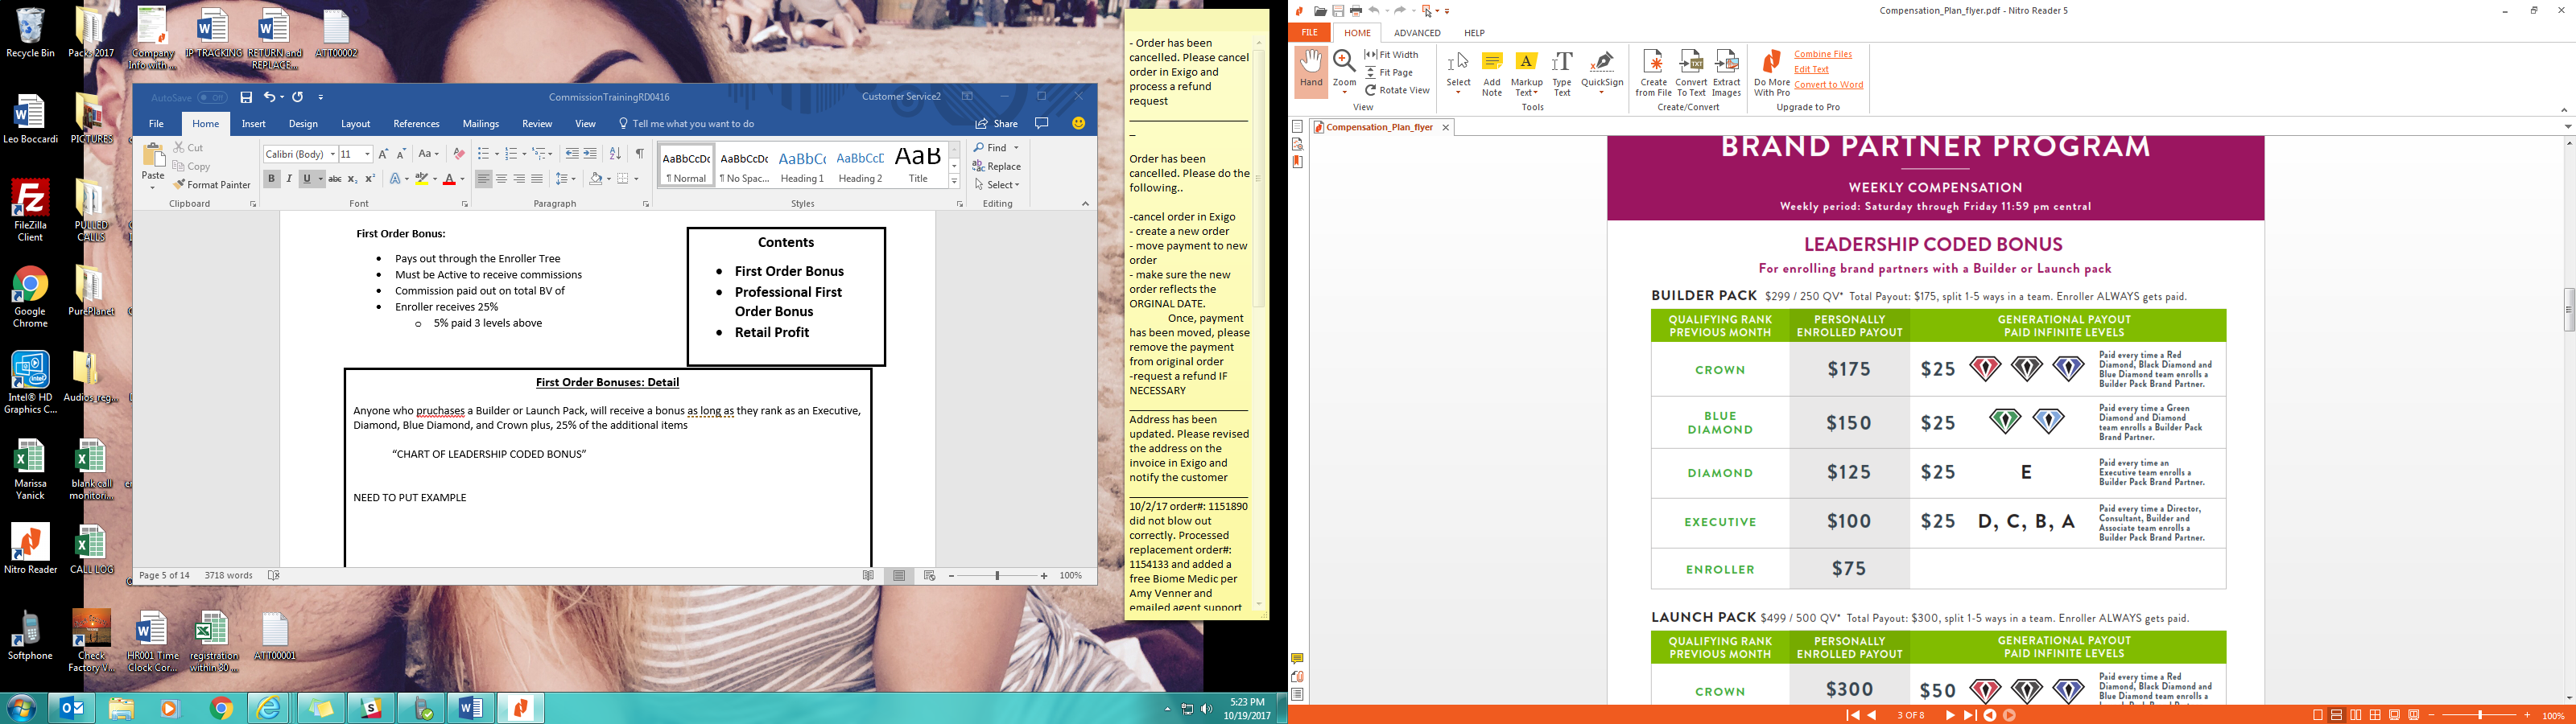 Recycle Bin
Packs 2017
Company
Info with ...
IP TRACKING
RETURN and
REPLACE...
ATT00002
Leo Boccardi
PICTURES
FileZilla
Client
PULLED
CALLS
Google
Chrome
PurePlanet
Intel® HD
Graphics C...
Audios_reg...
Marissa
Yanick
blank call
monitori...
Nitro Reader
CALL LOG
Softphone
Check
Factory V...
HR001 Time
Clock Cor...
registration
within 30 ...
ATT00001
AutoSave Off
CommissionTrainingRD0416
Customer Service2
File Home Insert Design Layout References Mailings Review View Tell me what you want to do Share
Paste
Cut
Copy
Format Painter
Clipboard
Calibri (Body) 11
Font
Paragraph
AaBbCcDc AaBbCcDc AaBbCc AaBbCcD AaB
¶ Normal ¶ No Spac... Heading 1 Heading 2 Title
Styles
Find
Replace
Select
Editing
First Order Bonus:
• Pays out through the Enroller Tree
• Must be Active to receive commissions
• Commission paid out on total BV of
• Enroller receives 25%
o 5% paid 3 levels above
Contents
• First Order Bonus
• Professional First
Order Bonus
• Retail Profit
First Order Bonuses: Detail
Anyone who pruchases a Builder or Launch Pack, will receive a bonus as long as they rank as an Executive,
Diamond, Blue Diamond, and Crown plus, 25% of the additional items
“CHART OF LEADERSHIP CODED BONUS”
NEED TO PUT EXAMPLE
Page 5 of 14 3718 words
100%
- Order has been
cancelled. Please cancel
order in Exigo and
process a refund
request
Order has been
cancelled. Please do the
following..
-cancel order in Exigo
- create a new order
- move payment to new
order
- make sure the new
order reflects the
ORGINAL DATE.
Once, payment
has been moved, please
remove the payment
from original order
-request a refund IF
NECESSARY
Address has been
updated. Please revised
the address on the
invoice in Exigo and
notify the customer
10/2/17 order#: 1151890
did not blow out
correctly. Processed
replacement order#:
1154133 and added a
free Biome Medic per
Amy Venner and
emailed agent support
5:23 PM
10/19/2017
Compensation_Plan_flyer.pdf - Nitro Reader 5
FILE HOME ADVANCED HELP
Hand
Zoom
Fit Width
Fit Page
Rotate View
View
Select
Add
Note
Markup
Text
Type
Text
QuickSign
Tools
Create
from File
Convert
To Text
Extract
Images
Create/Convert
Do More
With Pro
Combine Files
Edit Text
Convert to Word
Upgrade to Pro
Compensation_Plan_flyer
BRAND PARTNER PROGRAM
WEEKLY COMPENSATION
Weekly period: Saturday through Friday 11:59 pm central
LEADERSHIP CODED BONUS
For enrolling brand partners with a Builder or Launch pack
BUILDER PACK $299 / 250 QV* Total Payout: $175, split 1-5 ways in a team. Enroller ALWAYS gets paid.
QUALIFYING RANK
PREVIOUS MONTH
PERSONALLY
ENROLLED PAYOUT
GENERATIONAL PAYOUT
PAID INFINITE LEVELS
CROWN $175 $25
Paid every time a Red
Diamond, Black Diamond and
Blue Diamond team enrolls a
Builder Pack Brand Partner.
BLUE
DIAMOND
$150 $25
Paid every time a Green
Diamond and Diamond
team enrolls a Builder Pack
Brand Partner.
DIAMOND $125 $25 E
Paid every time an
Executive team enrolls a
Builder Pack Brand Partner.
EXECUTIVE $100 $25 D, C, B, A
Paid every time a Director,
Consultant, Builder and
Associate team enrolls a
Builder Pack Brand Partner.
ENROLLER $75
LAUNCH PACK $499 / 500 QV* Total Payout: $300, split 1-5 ways in a team. Enroller ALWAYS gets paid.
QUALIFYING RANK
PREVIOUS MONTH
PERSONALLY
ENROLLED PAYOUT
GENERATIONAL PAYOUT
PAID INFINITE LEVELS
CROWN $300 $50
Paid every time a Red
Diamond, Black Diamond and
Blue Diamond team enrolls a
3 OF 8
100%